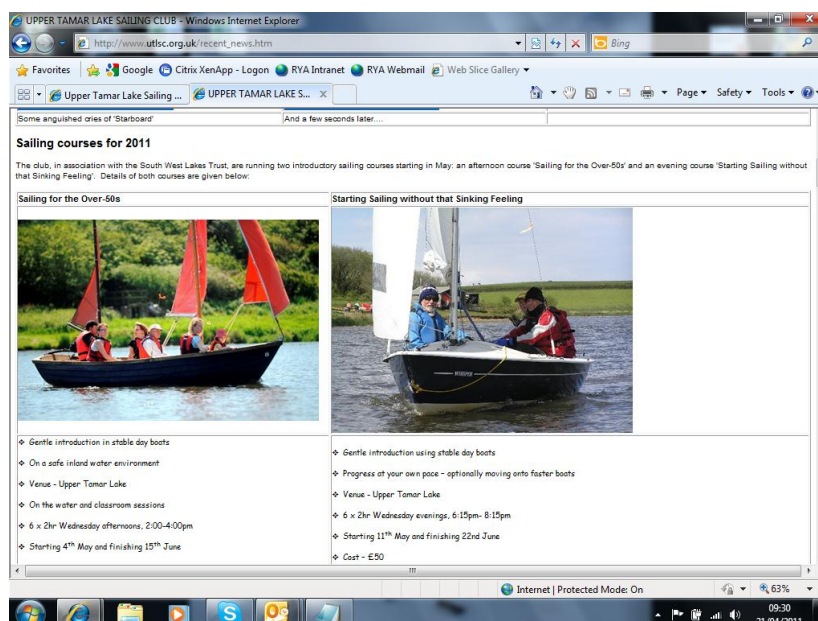 UPPER TAMAR LAKE SAILING CLUB - Windows Internet Explorer
http://www.utlsc.org.uk/recent_news.htm
Bing
Favorites Google Citrix XenApp - Logon RYA Intranet RYA Webmail Web Slice Gallery
Upper Tamar Lake Sailing ... UPPER TAMAR LAKE S... X Page Safety Tools
Some anguished cries of 'Starboard' And a few seconds later....
Sailing courses for 2011
The club, in association with the South West Lakes Trust, are running two introductory sailing courses starting in May: an afternoon course 'Sailing for the Over-50s' and an evening course 'Starting Sailing without
that Sinking Feeling'. Details of both courses are given below:
Sailing for the Over-50s
Starting Sailing without that Sinking Feeling
WHISPER
Gentle introduction in stable day boats
On a safe inland water environment
Venue - Upper Tamar Lake
On the water and classroom sessions
6 x 2hr Wednesday afternoons, 2:00-4:00pm
Starting 4th May and finishing 15th June
Gentle introduction using stable day boats
Progress at your own pace – optionally moving onto faster boats
Venue - Upper Tamar Lake
6 x 2hr Wednesday evenings, 6:15pm- 8:15pm
Starting 11th May and finishing 22nd June
Cost - £50
Internet | Protected Mode: On 63%
09:30
21/04/2011